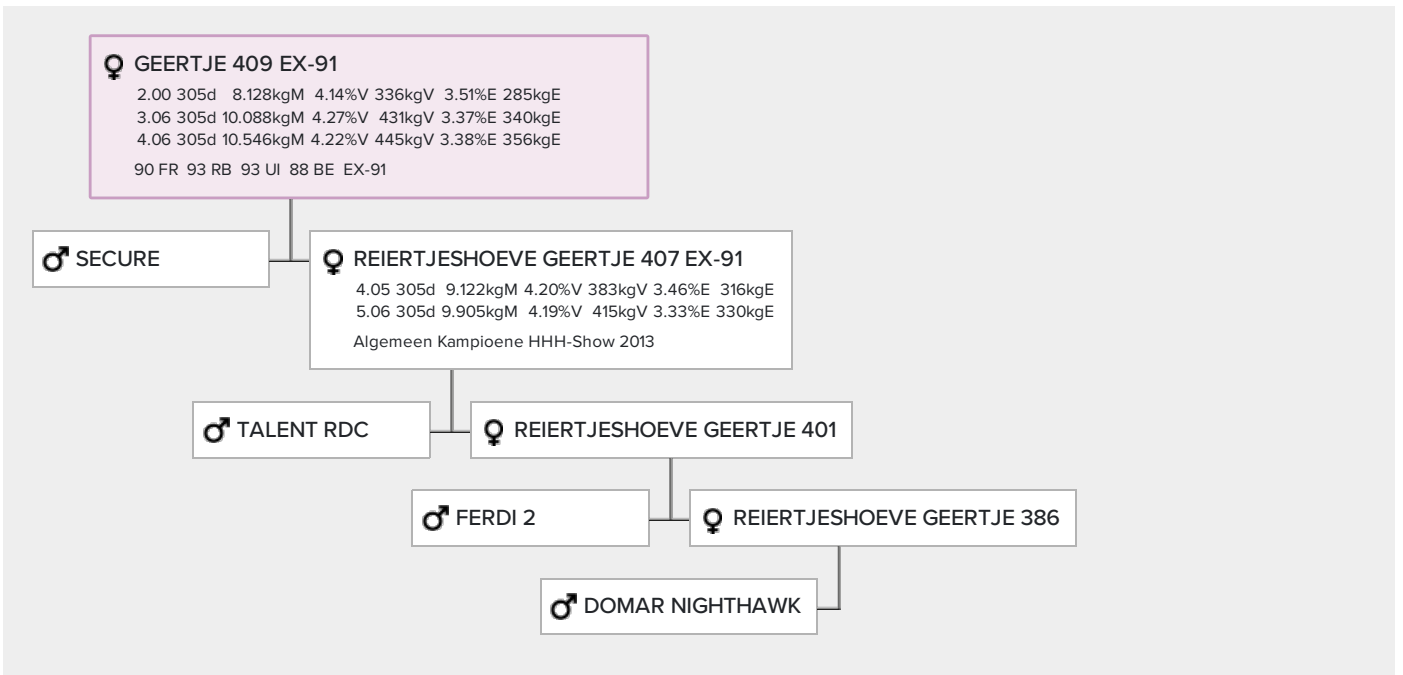 GEERTJE 409 EX-91
2.00 305d 8.128kgM 4.14%V 336kgV 3.51%E 285kgE
3.06 305d 10.088kgM 4.27%V 431kgV 3.37%E 340kgE
4.06 305d 10.546kgM 4.22%V 445kgV 3.38%E 356kgE
90 FR 93 RB 93 UI 88 BE EX-91
SECURE
REIERTJESHOEVE GEERTJE 407 EX-91
4.05 305d 9.122kgM 4.20%V 383kgV 3.46%E 316kgE
5.06 305d 9.905kgM 4.19%V 415kgV 3.33%E 330kgE
Algemeen Kampioene HHH-Show 2013
TALENT RDC
REIERTJESHOEVE GEERTJE 401
FERDI 2
REIERTJESHOEVE GEERTJE 386
DOMAR NIGHTHAWK